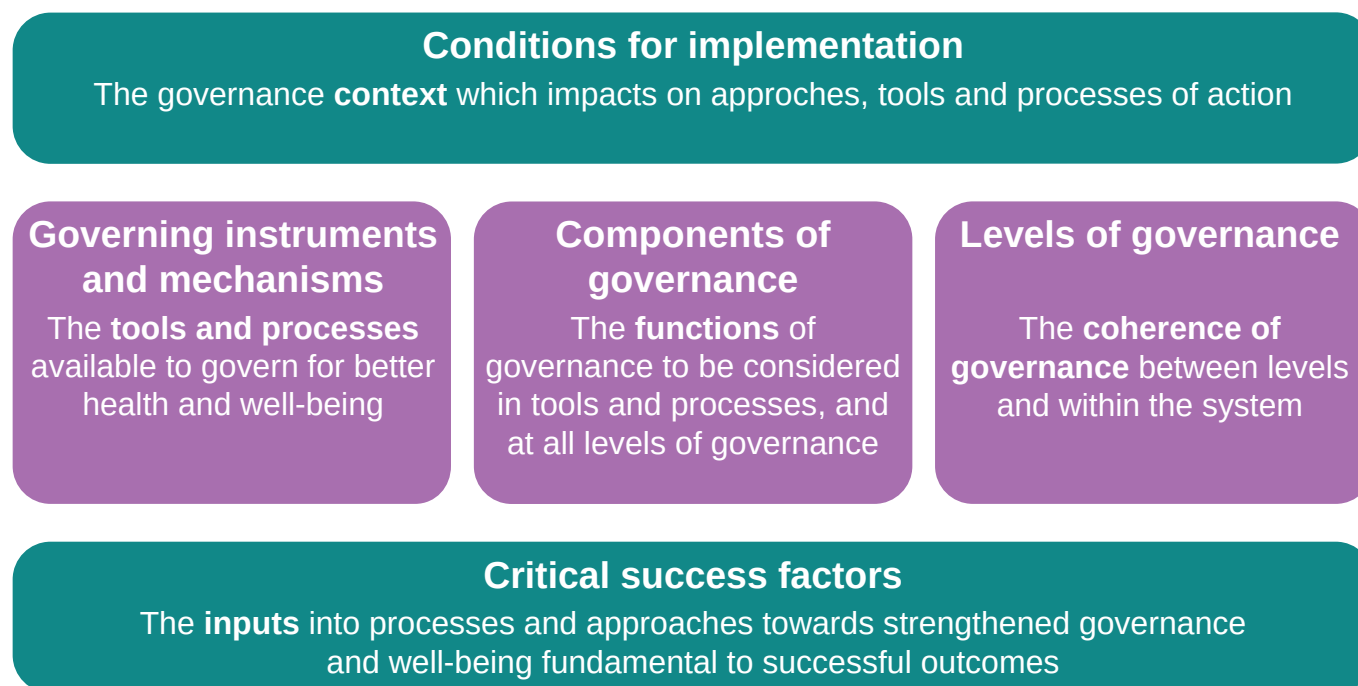 Conditions for implementation
The governance context which impacts on approches, tools and processes of action
Governing instruments
and mechanisms
The tools and processes
available to govern for better
health and well-being
Components of
governance
The functions of
governance to be considered
in tools and processes, and
at all levels of governance
Levels of governance
The coherence of
governance between levels
and within the system
Critical success factors
The inputs into processes and approaches towards strengthened governance
and well-being fundamental to successful outcomes